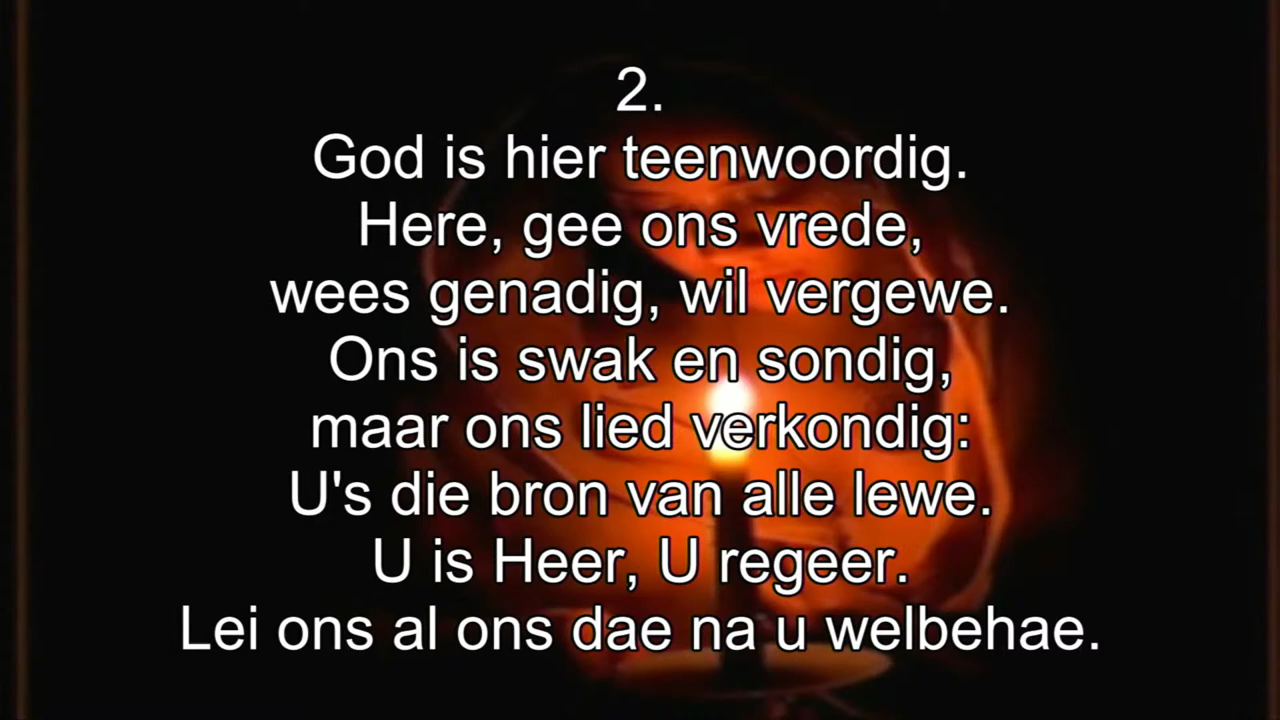 2.
God is hier teenwoordig.
Here, gee ons vrede,
wees genadig, wil vergewe.
Ons is swak en sondig,
maar ons lied verkondig:
U's die bron van alle lewe.
U is Heer, U regeer.
Lei ons al ons dae na u welbehae.